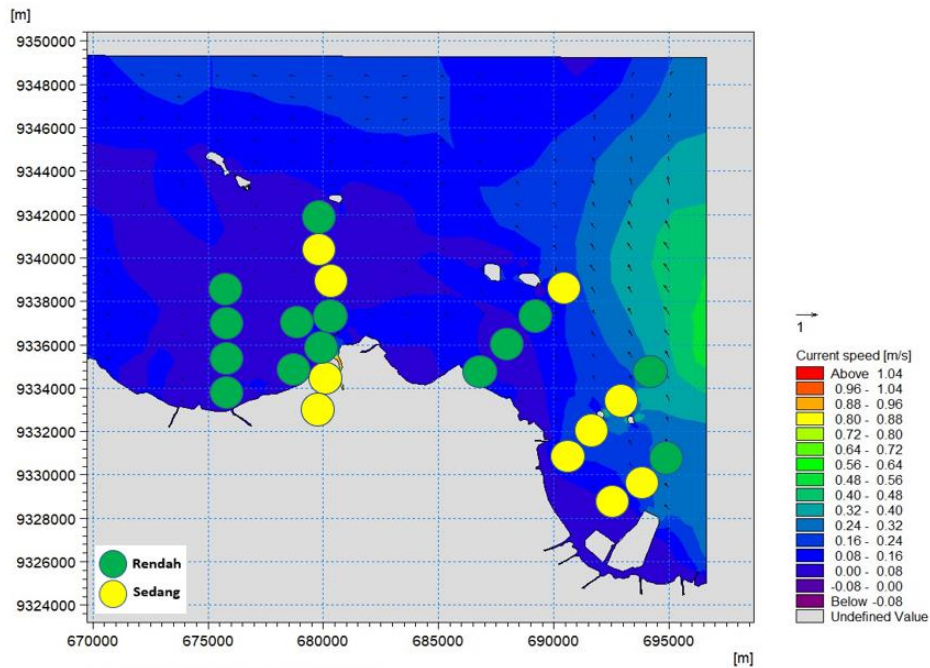 [m]
9350000
9348000
9346000
9344000
9342000
9340000
9338000
9336000
9334000
9332000
9330000
9328000
9326000
9324000
Rendah
Sedang
670000 675000 680000 685000 690000 695000
[m]
1
Current speed [m/s]
Above 1.04
0.96 - 1.04
0.88 - 0.96
0.80 - 0.88
0.72 - 0.80
0.64 - 0.72
0.56 - 0.64
0.48 - 0.56
0.40 - 0.48
0.32 - 0.40
0.24 - 0.32
0.16 - 0.24
0.08 - 0.16
0.00 - 0.08
-0.08 - 0.00
Below -0.08
Undefined Value